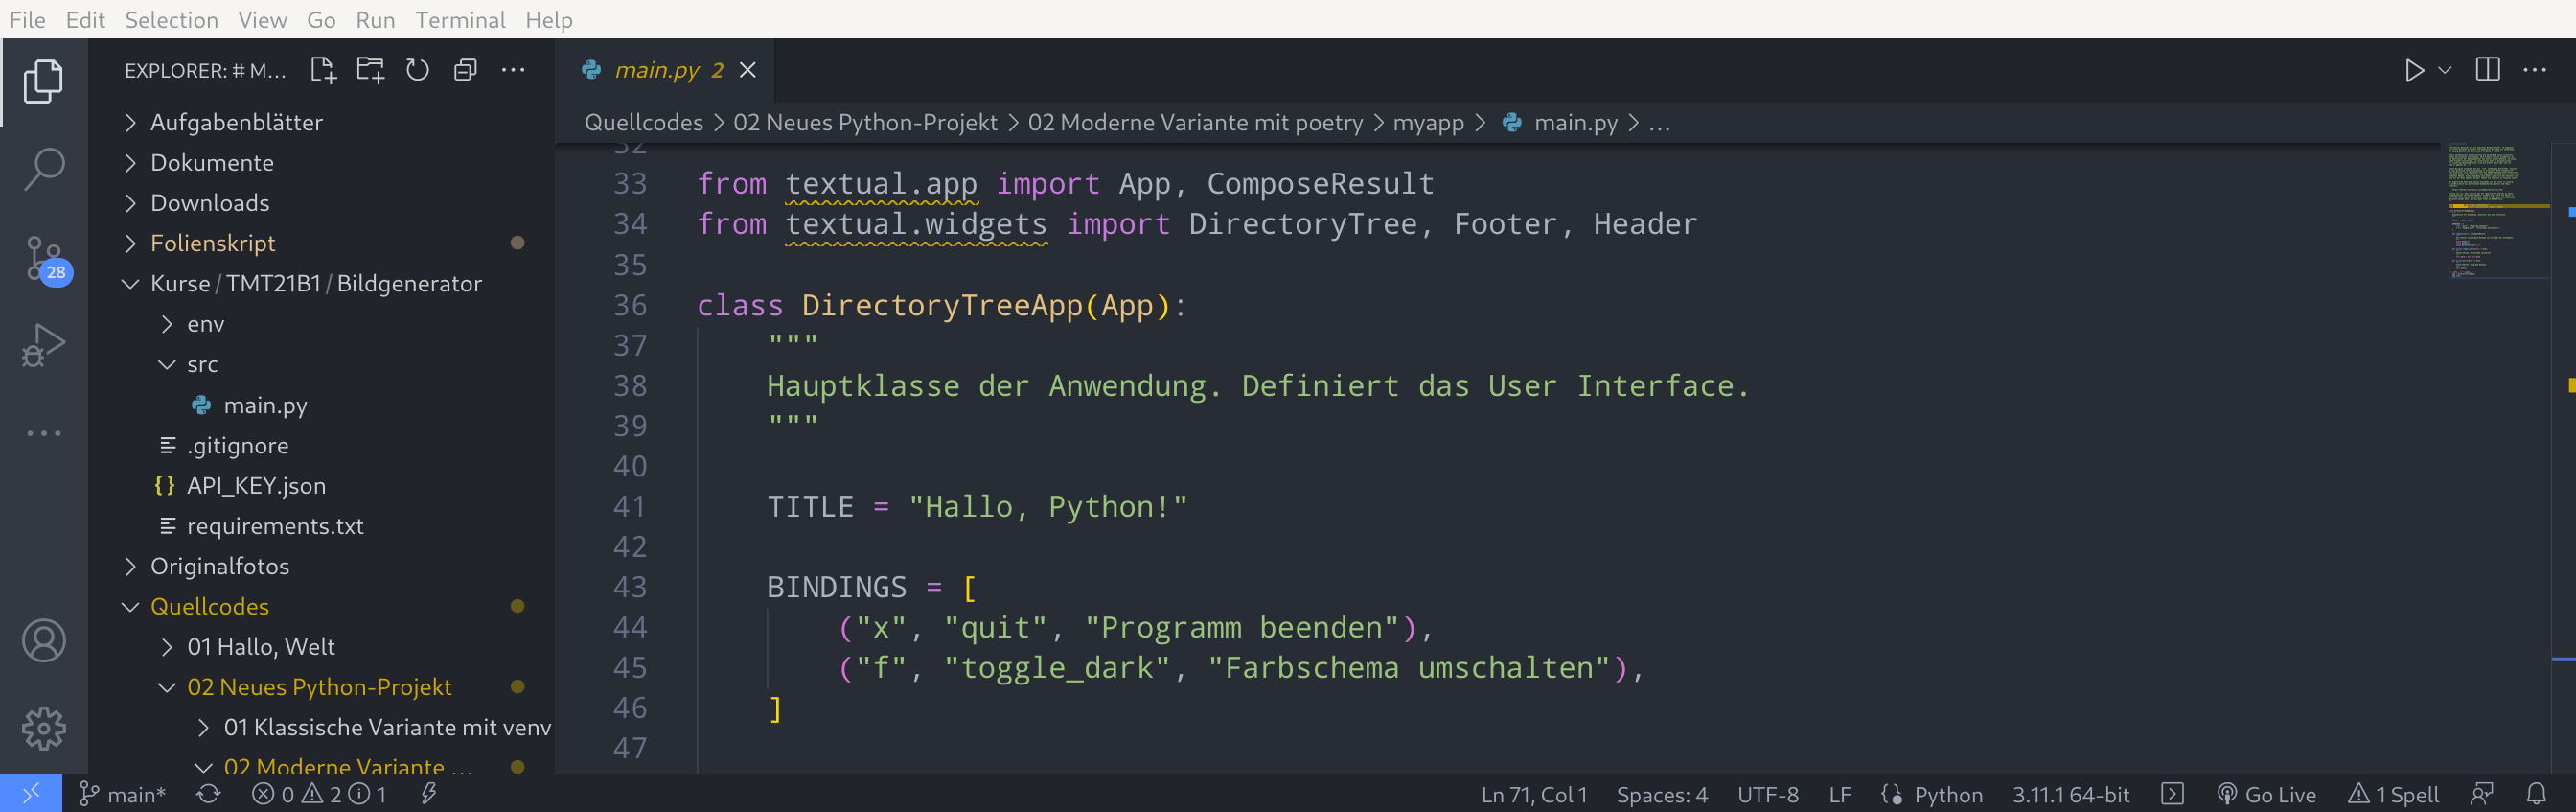 File Edit Selection View Go Run Terminal Help
EXPLORER: # M...
main.py 2
Quellcodes > 02 Neues Python-Projekt > 02 Moderne Variante mit poetry > myapp > main.py > ...
Aufgabenblätter
Dokumente
Downloads
Folienskript
Kurse / TMT21B1 / Bildgenerator
env
src
main.py
.gitignore
{} API_KEY.json
requirements.txt
Originalfotos
Quellcodes
01 Hallo, Welt
02 Neues Python-Projekt
01 Klassische Variante mit venv
02 Moderne Variante ...
28
32
33 from textual.app import App, ComposeResult
34 from textual.widgets import DirectoryTree, Footer, Header
35
36 class DirectoryTreeApp(App):
37 """
38 Hauptklasse der Anwendung. Definiert das User Interface.
39 """
40
41 TITLE = "Hallo, Python!"
42
43 BINDINGS = [
44 ("x", "quit", "Programm beenden"),
45 ("f", "toggle_dark", "Farbschema umschalten"),
46 ]
47
main* 0 2 1 Ln 71, Col 1 Spaces: 4 UTF-8 LF Python 3.11.1 64-bit Go Live 1 Spell